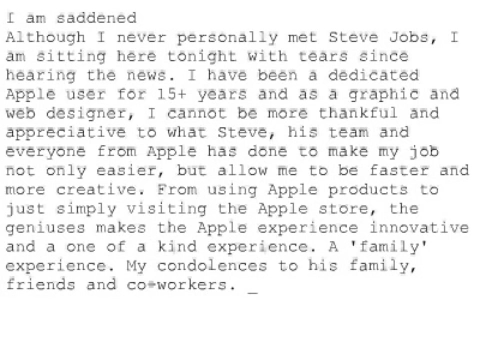 I am saddened
Although I never personally met Steve Jobs, I
am sitting here tonight with tears since
hearing the news. I have been a dedicated
Apple user for 15+ years and as a graphic and
web designer, I cannot be more thankful and
appreciative to what Steve, his team and
everyone from Apple has done to make my job
not only easier, but allow me to be faster and
more creative. From using Apple products to
just simply visiting the Apple store, the
geniuses makes the Apple experience innovative
and a one of a kind experience. A 'family'
experience. My condolences to his family,
friends and co-workers. _